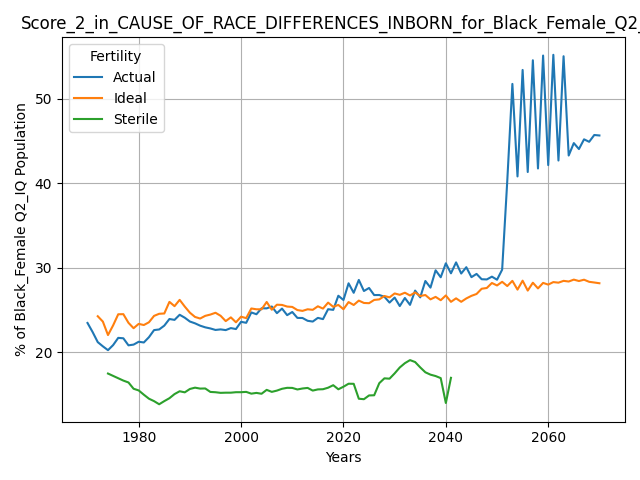 Score_2_in_CAUSE_OF_RACE_DIFFERENCES_INBORN_for_Black_Female_Q2_
Fertility
Actual
Ideal
Sterile
% of Black_Female Q2_IQ Population
50
40
30
20
1980
2000
2020
2040
2060
Years